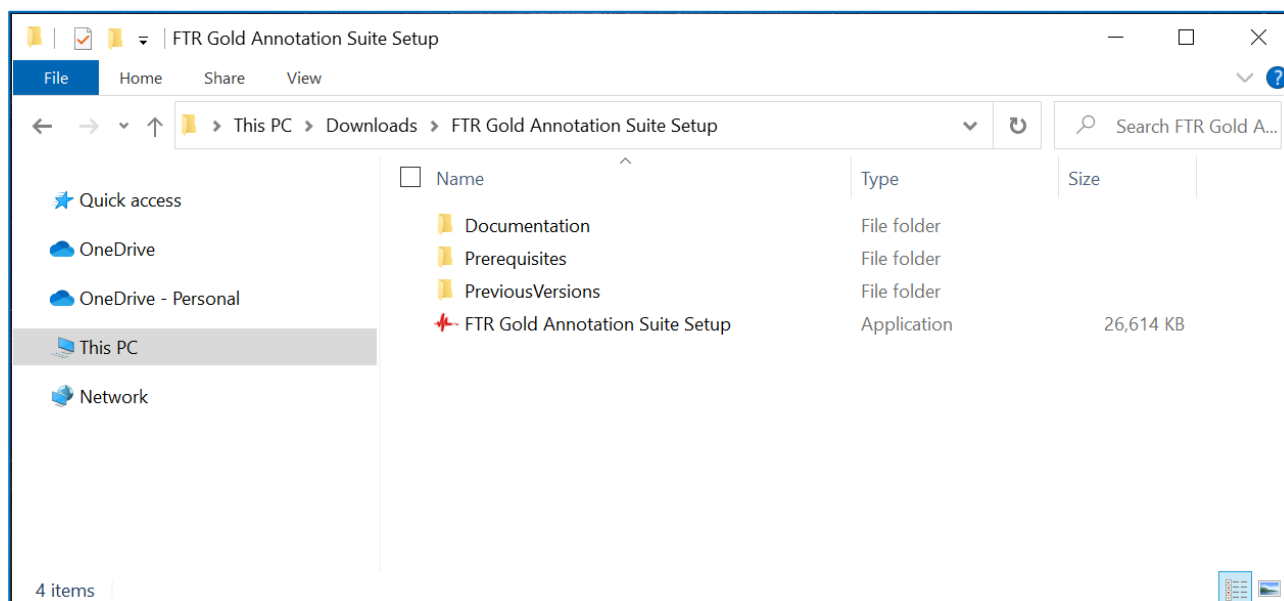 FTR Gold Annotation Suite Setup
File Home Share View ?
This PC > Downloads > FTR Gold Annotation Suite Setup Search FTR Gold A...
Name Type Size
Quick access
OneDrive
OneDrive - Personal
This PC
Network
Documentation File folder
Prerequisites File folder
PreviousVersions File folder
FTR Gold Annotation Suite Setup Application 26,614 KB
4 items